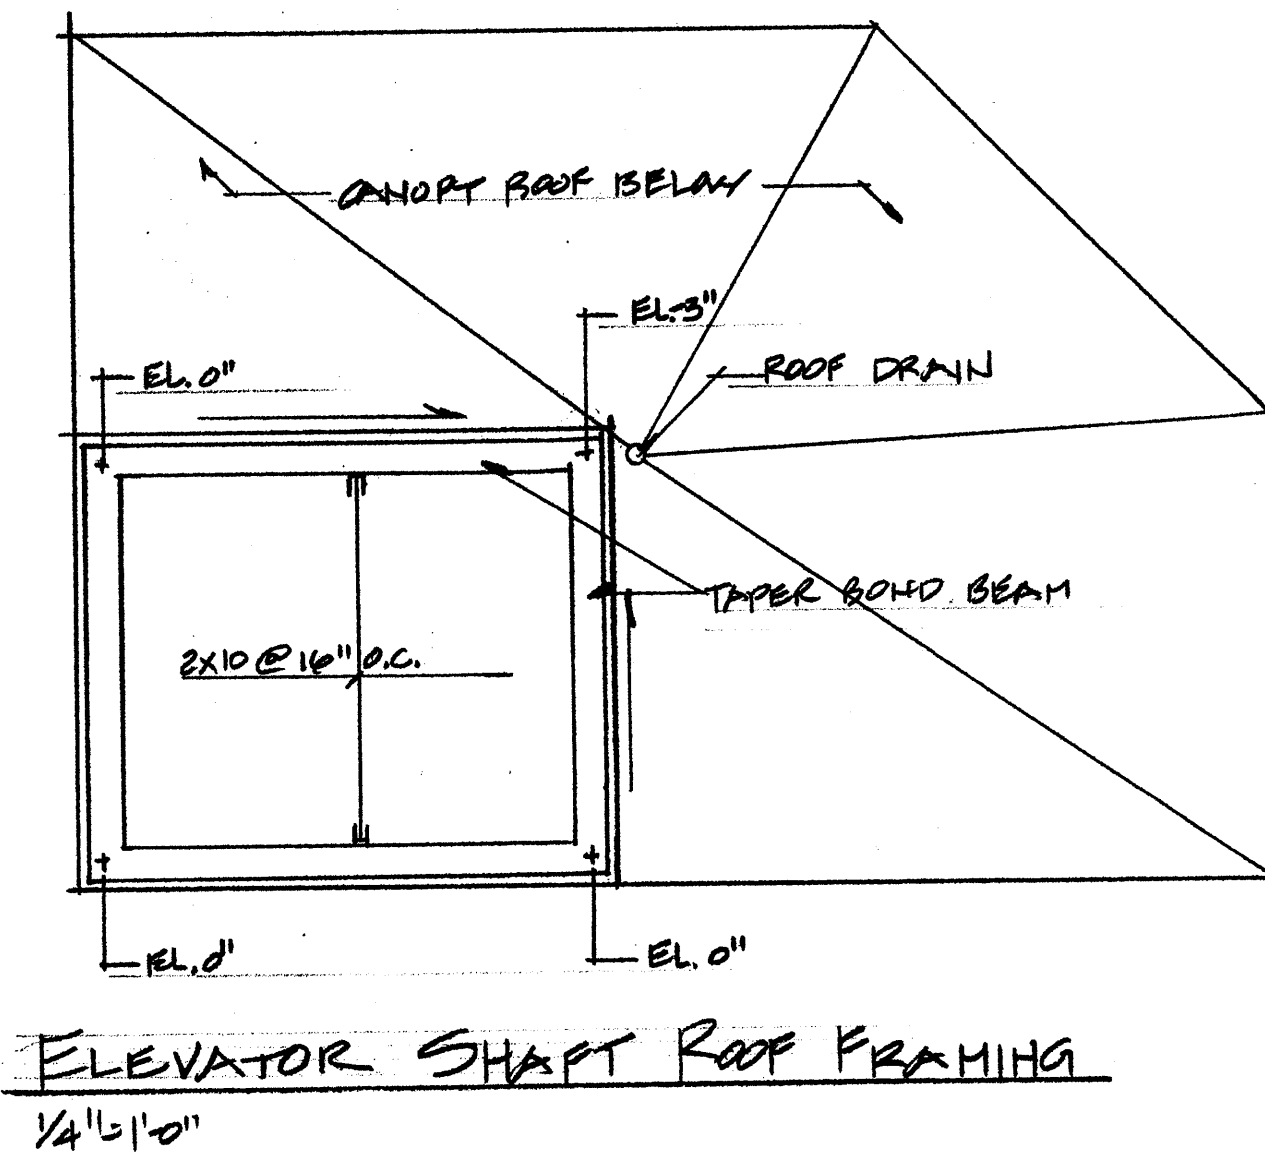 CANOPY ROOF BELOW
EL.-3"
EL. 0"
ROOF DRAIN
TAPER BOND BEAM
2X10 @ 16" O.C.
EL. 0"
EL. 0"
ELEVATOR SHAFT ROOF FRAMING
1/4"=1'-0"